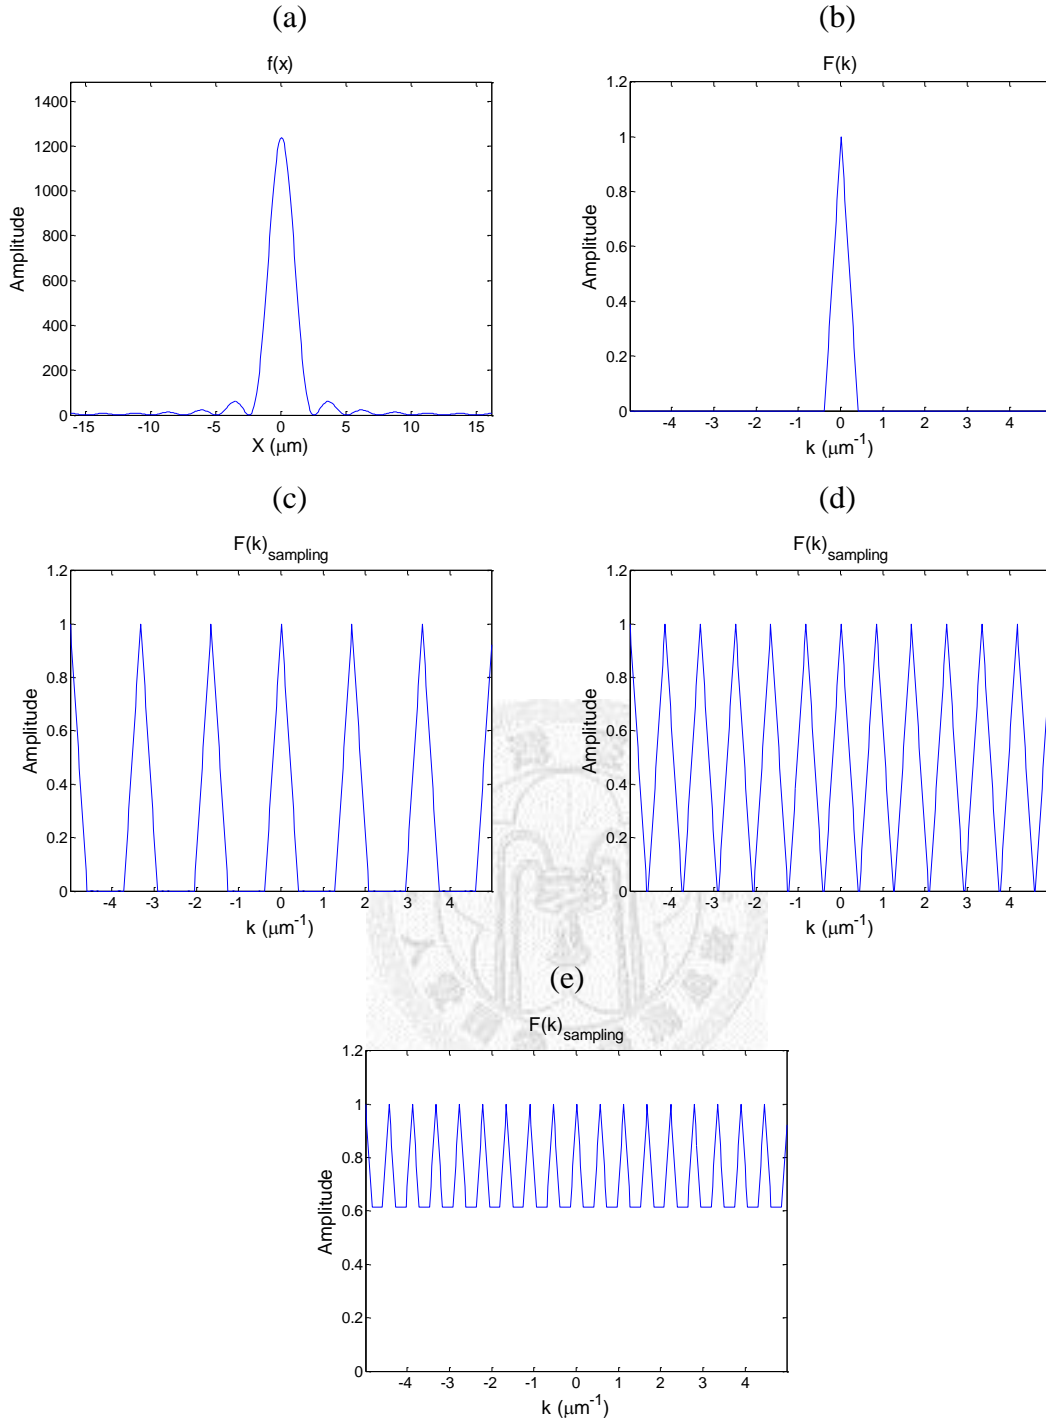 (a)
f(x)
1400
1200
1000
800
600
400
200
0
Amplitude
-15 -10 -5 0 5 10 15
X (μm)
(b)
F(k)
1.2
1
0.8
0.6
0.4
0.2
0
Amplitude
-4 -3 -2 -1 0 1 2 3 4
k (μm⁻¹)
(c)
F(k)sampling
1.2
1
0.8
0.6
0.4
0.2
0
Amplitude
-4 -3 -2 -1 0 1 2 3 4
k (μm⁻¹)
(d)
F(k)sampling
1.2
1
0.8
0.6
0.4
0.2
0
Amplitude
-4 -3 -2 -1 0 1 2 3 4
k (μm⁻¹)
(e)
F(k)sampling
1.2
1
0.8
0.6
0.4
0.2
0
Amplitude
-4 -3 -2 -1 0 1 2 3 4
k (μm⁻¹)